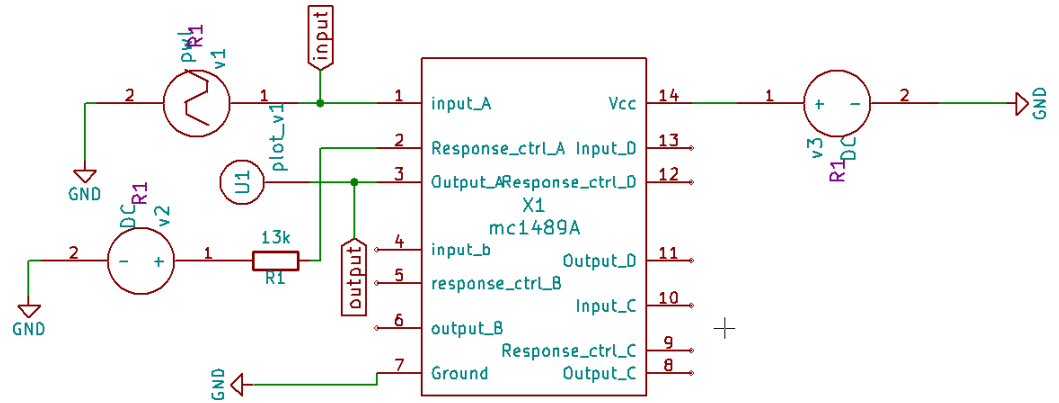 pwl
R1
v1
input
2
1
plot_v1
U1
DC
R1
v2
2
1
13k
R1
output
GND
GND
GND
1 input_A
2 Response_ctrl_A
3 Output_A
4 input_b
5 response_ctrl_B
6 output_B
7 Ground
X1
mc1489A
Vcc 14
Input_D 13
Response_ctrl_D 12
Output_D 11
Input_C 10
Response_ctrl_C 9
Output_C 8
1
+ -
2
v3
DC
R1
GND
- +